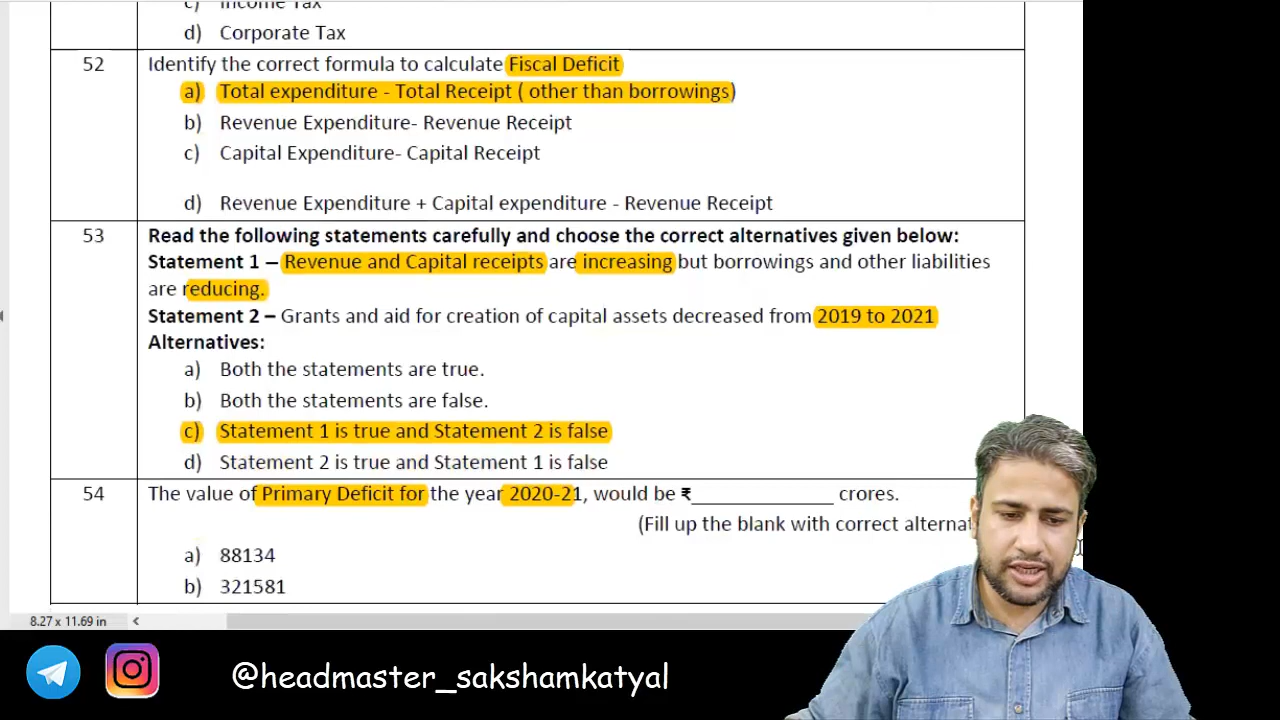 c) Income Tax
d) Corporate Tax
52 Identify the correct formula to calculate Fiscal Deficit
a) Total expenditure - Total Receipt ( other than borrowings)
b) Revenue Expenditure- Revenue Receipt
c) Capital Expenditure- Capital Receipt
d) Revenue Expenditure + Capital expenditure - Revenue Receipt
53 Read the following statements carefully and choose the correct alternatives given below:
Statement 1 – Revenue and Capital receipts are increasing but borrowings and other liabilities
are reducing.
Statement 2 – Grants and aid for creation of capital assets decreased from 2019 to 2021
Alternatives:
a) Both the statements are true.
b) Both the statements are false.
c) Statement 1 is true and Statement 2 is false
d) Statement 2 is true and Statement 1 is false
54 The value of Primary Deficit for the year 2020-21, would be ₹_____________ crores.
(Fill up the blank with correct alternat
a) 88134
b) 321581
8.27 x 11.69 in
@headmaster_sakshamkatyal